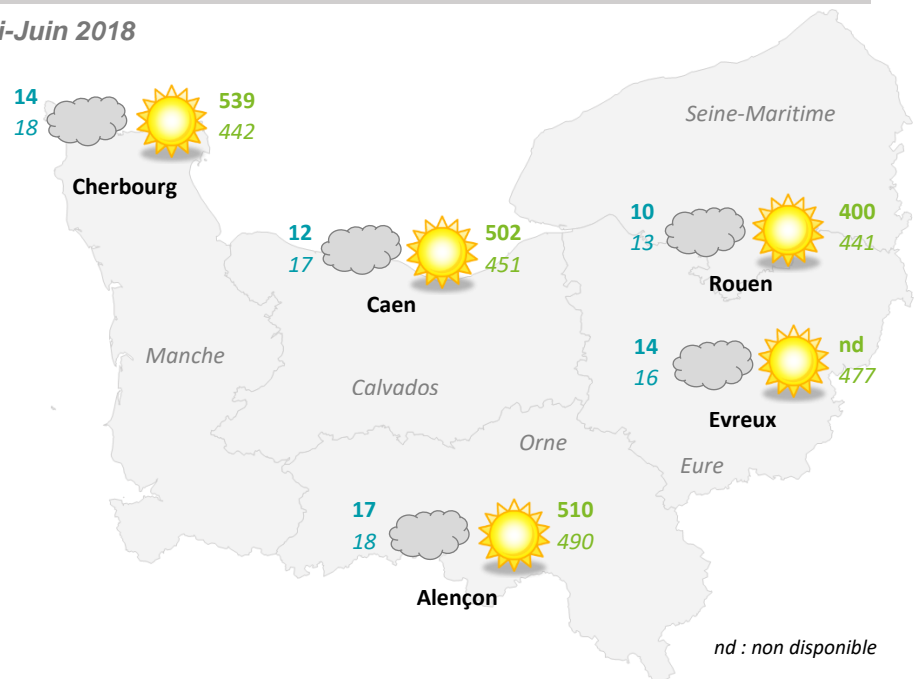 i-Juin 2018
14 539
18 442
Cherbourg
Seine-Maritime
12 502
17 451
Caen
10 400
13 441
Rouen
Manche
14 nd
16 477
Calvados
Evreux
Orne
Eure
17 510
18 490
Alençon
nd : non disponible